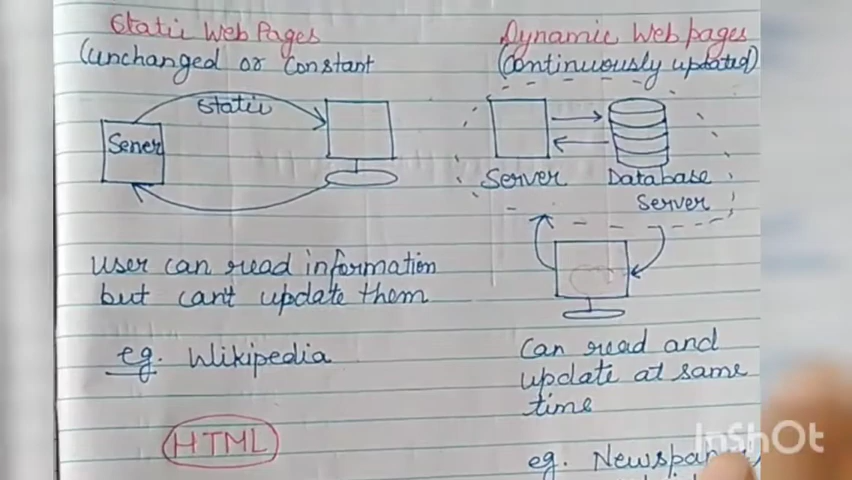 Static Web Pages
(unchanged or constant
Static
Server
User can read information
but can't update them
eg. Wikipedia
HTML
Dynamic Web pages
(continuously updated)
Server
Database
Server
Can read and
update at same
time
eg. Newspaper
InShOt